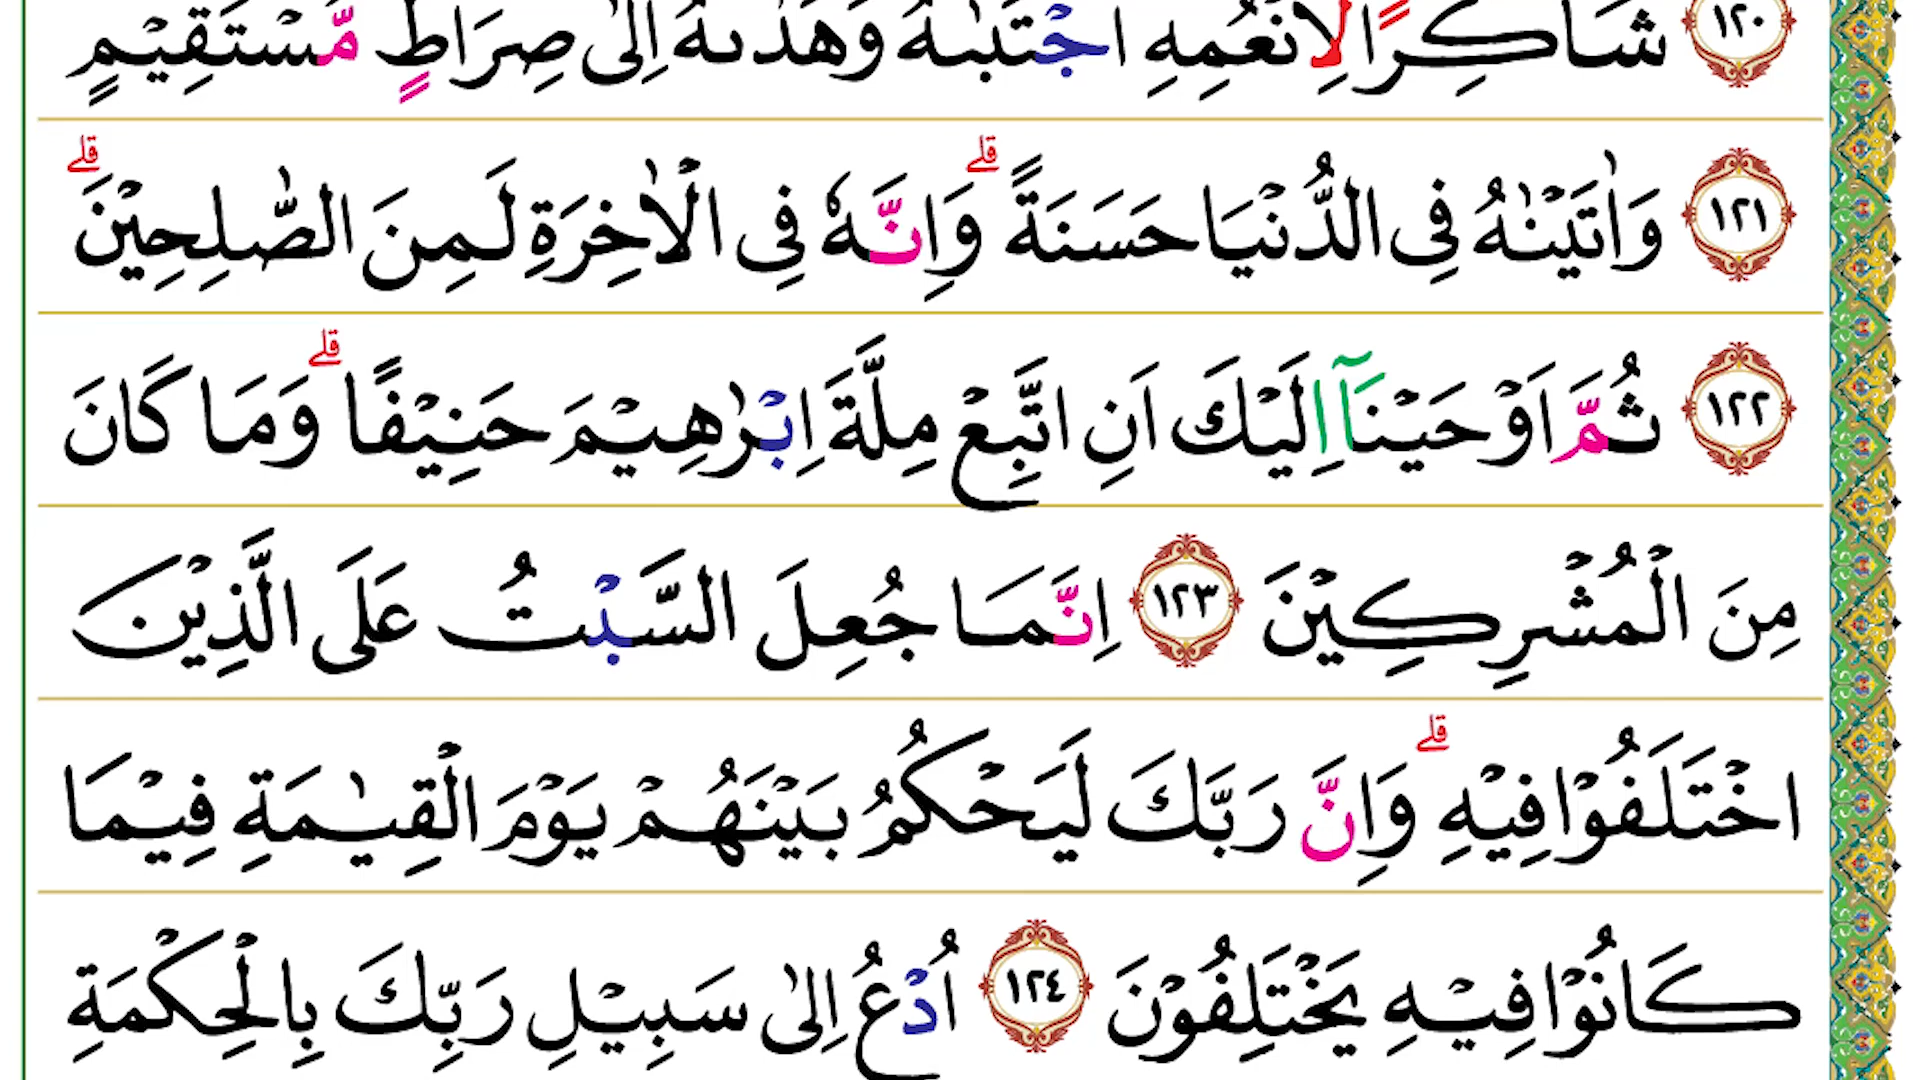 ۝١٢٠ شَاكِرًا لِّاَنْعُمِهِ اجْتَبٰىهُ وَهَدٰىهُ اِلٰى صِرَاطٍ مُّسْتَقِيْمٍ
۝١٢١ وَاٰتَيْنٰهُ فِى الدُّنْيَا حَسَنَةً ۗ وَاِنَّهٗ فِى الْاٰخِرَةِ لَمِنَ الصّٰلِحِيْنَ ۗ
۝١٢٢ ثُمَّ اَوْحَيْنَآ اِلَيْكَ اَنِ اتَّبِعْ مِلَّةَ اِبْرٰهِيْمَ حَنِيْفًا ۗ وَمَا كَانَ
مِنَ الْمُشْرِكِيْنَ ۝١٢٣ اِنَّمَا جُعِلَ السَّبْتُ عَلَى الَّذِيْنَ
اخْتَلَفُوْا فِيْهِ ۗ وَاِنَّ رَبَّكَ لَيَحْكُمُ بَيْنَهُمْ يَوْمَ الْقِيٰمَةِ فِيْمَا
كَانُوْا فِيْهِ يَخْتَلِفُوْنَ ۝١٢٤ اُدْعُ اِلٰى سَبِيْلِ رَبِّكَ بِالْحِكْمَةِ